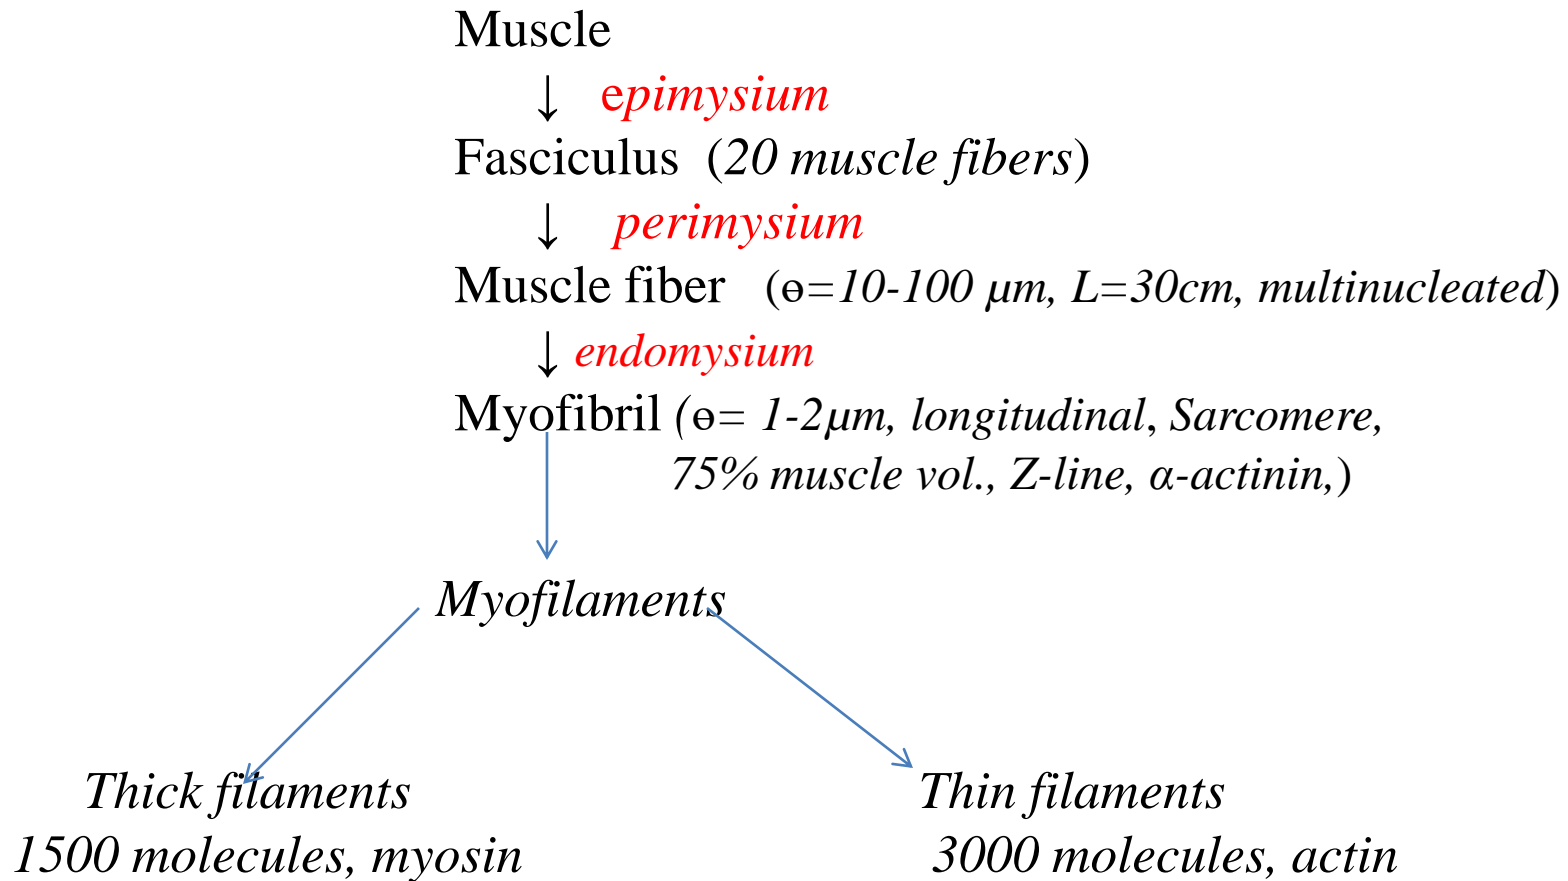 Muscle
↓ epimysium
Fasciculus (20 muscle fibers)
↓ perimysium
Muscle fiber (ɵ=10-100 μm, L=30cm, multinucleated)
↓ endomysium
Myofibril (ɵ= 1-2μm, longitudinal, Sarcomere,
75% muscle vol., Z-line, α-actinin,)
Myofilaments
Thick filaments Thin filaments
1500 molecules, myosin 3000 molecules, actin